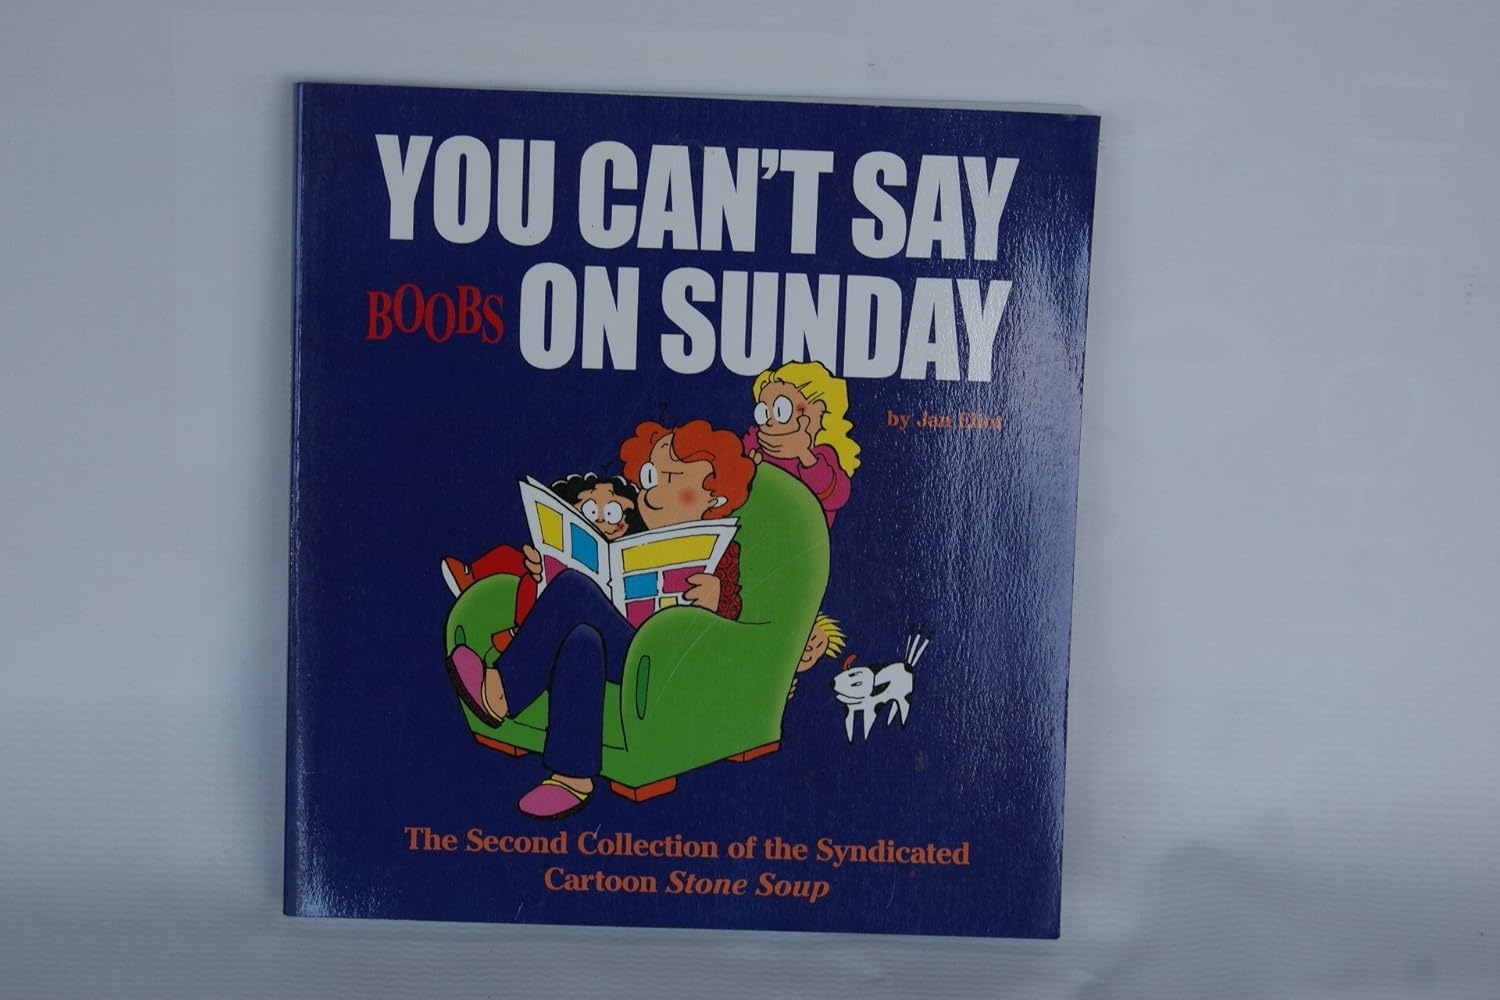 YOU CAN'T SAY
BOOBS ON SUNDAY
by Jan Eliot
The Second Collection of the Syndicated
Cartoon Stone Soup